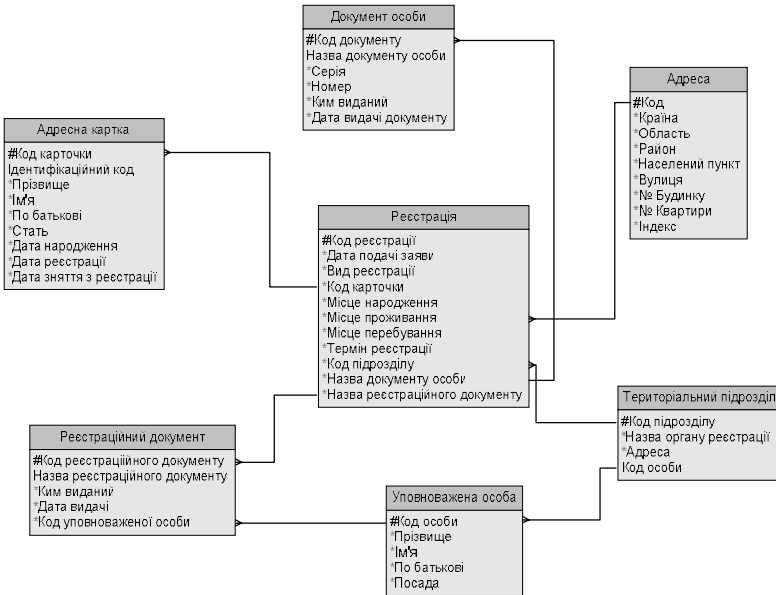 Документ особи
#Код документу
Назва документу особи
*Серія
*Номер
*Ким виданий
*Дата видачі документу
Адреса
#Код
*Країна
*Область
*Район
*Населений пункт
*Вулиця
*№ Будинку
*№ Квартири
*Індекс
Адресна картка
#Код карточки
Ідентифікаційний код
*Прізвище
*Ім'я
*По батькові
*Стать
*Дата народження
*Дата реєстрації
*Дата зняття з реєстрації
Реєстрація
#Код реєстрації
*Дата подачі заяви
*Вид реєстрації
*Код карточки
*Місце народження
*Місце проживання
*Місце перебування
*Термін реєстрації
*Код підрозділу
*Назва документу особи
*Назва реєстраційного документу
Територіальний підрозділ
#Код підрозділу
*Назва органу реєстрації
*Адреса
Код особи
Реєстраційний документ
#Код реєстраціійного документу
Назва реєстраційного документу
*Ким виданий
*Дата видачі
*Код уповноваженої особи
Уповноважена особа
#Код особи
*Прізвище
*Ім'я
*По батькові
*Посада